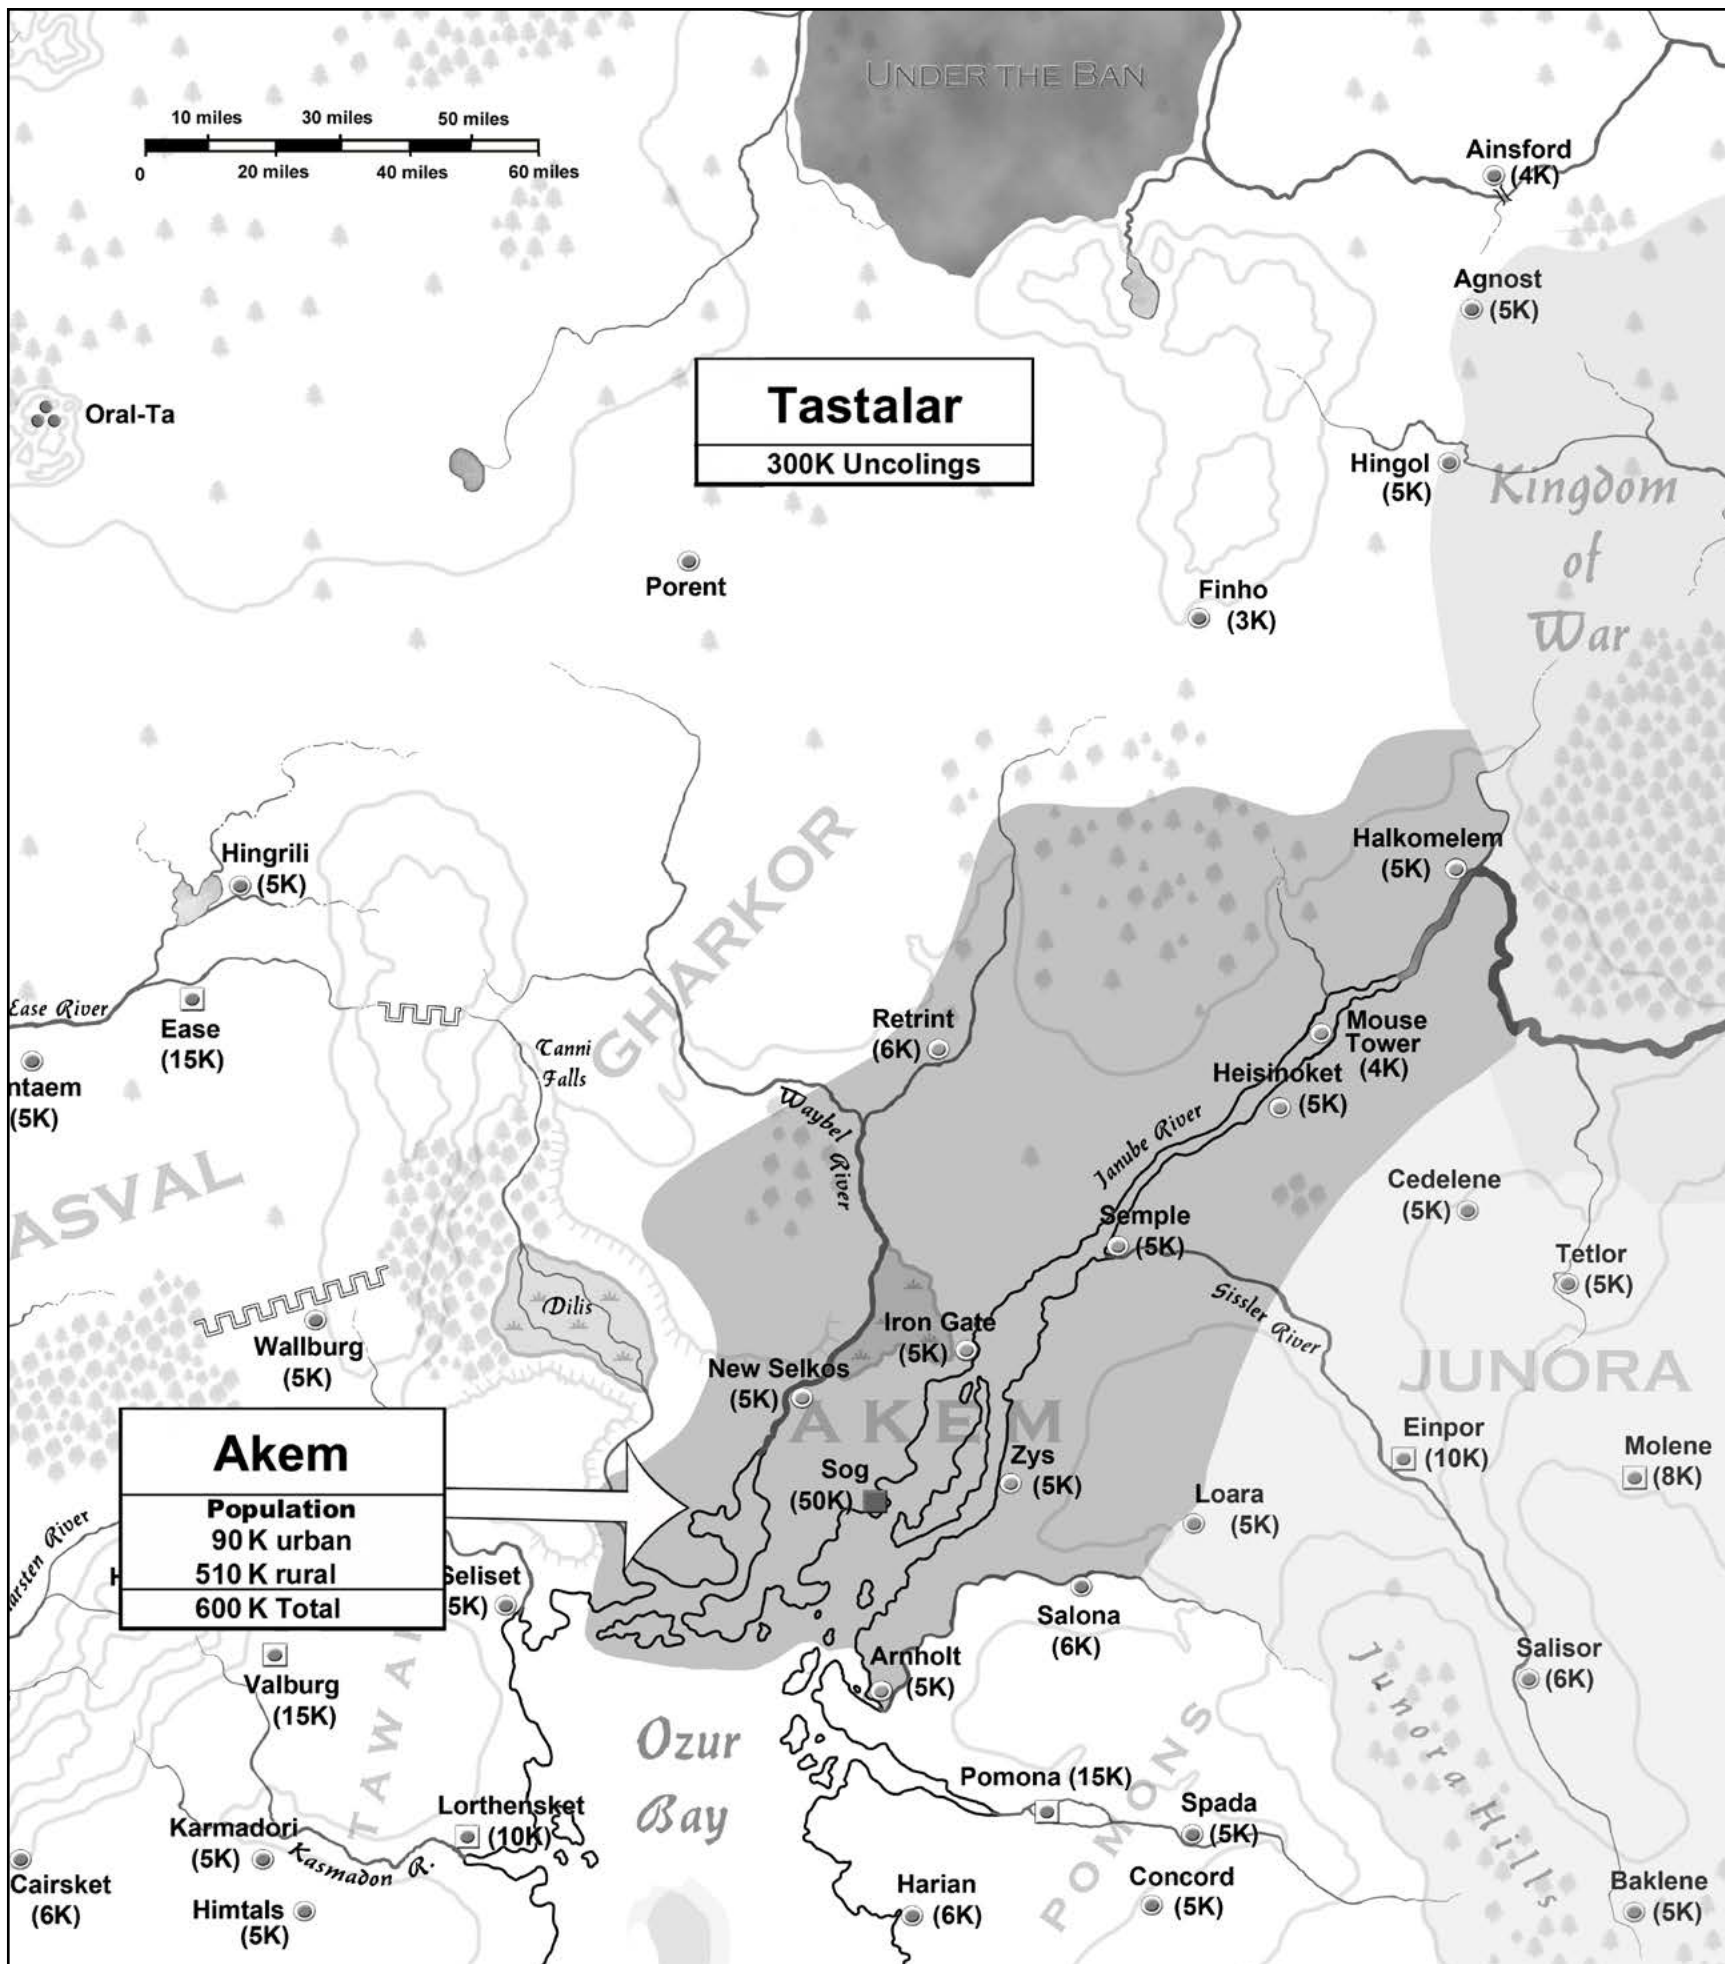 UNDER THE BAN
10 miles 30 miles 50 miles
0 20 miles 40 miles 60 miles
Ainsford
(4K)
Agnost
(5K)
Tastalar
300K Uncolings
Oral-Ta
Hingol
(5K)
Kingdom
of
War
Porent
Finho
(3K)
GHARKOR
Halkomelem
(5K)
Hingrili
(5K)
Ease River
Ease
(15K)
Tanni
Falls
Retrint
(6K)
Mouse
Tower
(4K)
Heisinoket
(5K)
ntaem
(5K)
Waybel River
Janube River
ASVAL
Cedelene
(5K)
Semple
(5K)
Tetlor
(5K)
Dilis
Sissler River
Wallburg
(5K)
Iron Gate
(5K)
New Selkos
(5K)
JUNORA
AKEM
Einpor
(10K)
Molene
(8K)
Akem
Population
90 K urban
510 K rural
600 K Total
Zys
(5K)
Sog
(50K)
Loara
(5K)
arsten River
H
Seliset
5K)
Salona
(6K)
Arnholt
(5K)
Salisor
(6K)
Valburg
(15K)
TAWA
Ozur
Bay
Junora Hills
POMONS
Pomona (15K)
Lorthensket
(10K)
Spada
(5K)
Karmadori
(5K)
Kasmadon R.
Cairsket
(6K)
Himtals
(5K)
Harian
(6K)
Concord
(5K)
Baklene
(5K)